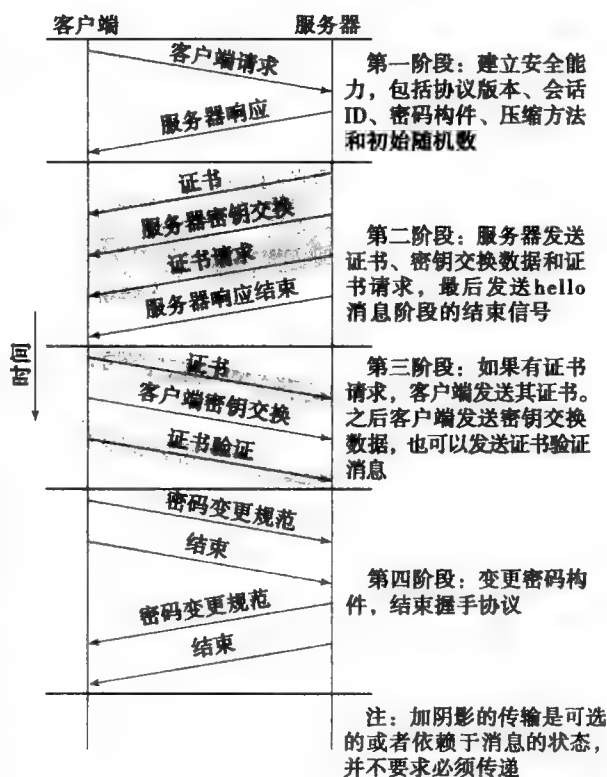 客户端
服务器
客户端请求
服务器响应
第一阶段：建立安全能
力，包括协议版本、会话
ID、密码构件、压缩方法
和初始随机数
证书
服务器密钥交换
证书请求
服务器响应结束
第二阶段：服务器发送
证书、密钥交换数据和证
书请求，最后发送hello
消息阶段的结束信号
时间
证书
客户端密钥交换
证书验证
第三阶段：如果有证书
请求，客户端发送其证书。
之后客户端发送密钥交换
数据，也可以发送证书验证
消息
密码变更规范
结束
密码变更规范
结束
第四阶段：变更密码构
件，结束握手协议
注：加阴影的传输是可选
的或者依赖于消息的状态，
并不要求必须传递